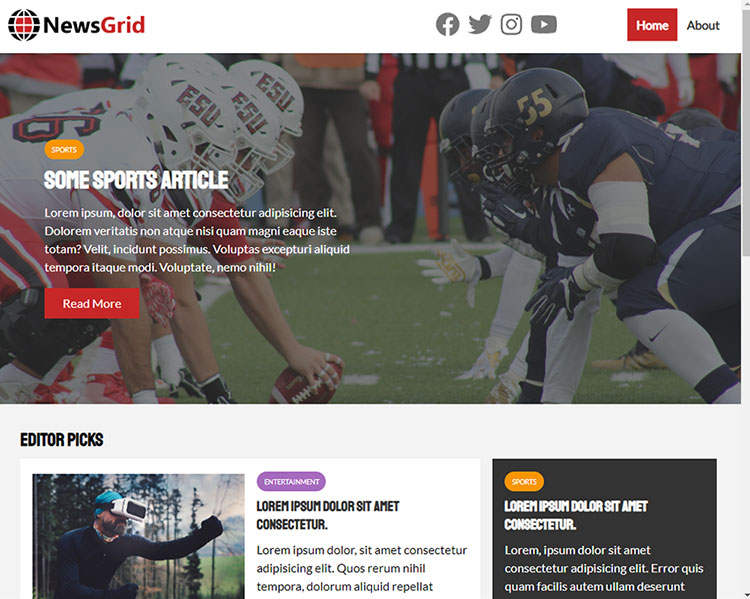 NewsGrid
Home
About
ESU
ESU
ESU
55
SPORTS
SOME SPORTS ARTICLE
Lorem ipsum, dolor sit amet consectetur adipisicing elit.
Dolorem veritatis non atque nisi quam magni eaque iste
totam? Velit, incidunt possimus. Voluptas excepturi aliquid
tempora itaque modi. Voluptate, nemo nihil!
Read More
EDITOR PICKS
ENTERTAINMENT
LOREM IPSUM DOLOR SIT AMET
CONSECTETUR.
Lorem ipsum, dolor sit amet consectetur
adipisicing elit. Quos rerum nihil
tempora, dolorum aliquid repellat
SPORTS
LOREM IPSUM DOLOR SIT AMET
CONSECTETUR.
Lorem, ipsum dolor sit amet
consectetur adipisicing elit. Error quis
quam facilis autem ullam deserunt